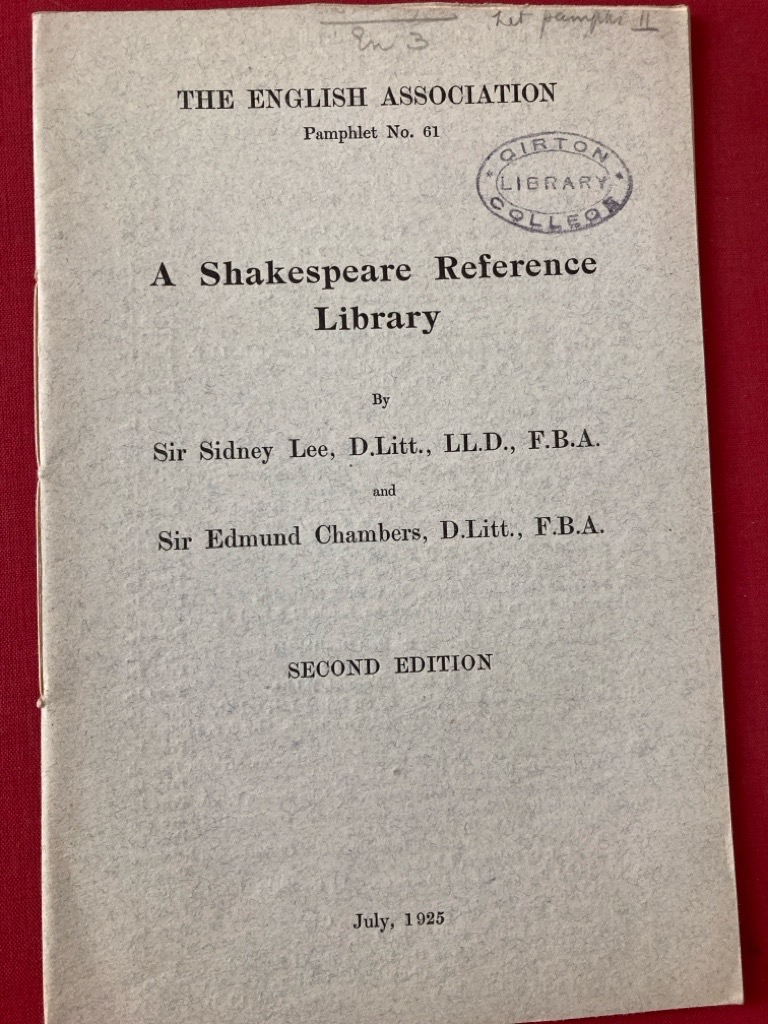 En 3
THE ENGLISH ASSOCIATION
Pamphlet No. 61
GIRTON
LIBRARY
COLLEGE
A Shakespeare Reference
Library
By
Sir Sidney Lee, D.Litt., LL.D., F.B.A.
and
Sir Edmund Chambers, D.Litt., F.B.A.
SECOND EDITION
July, 1925